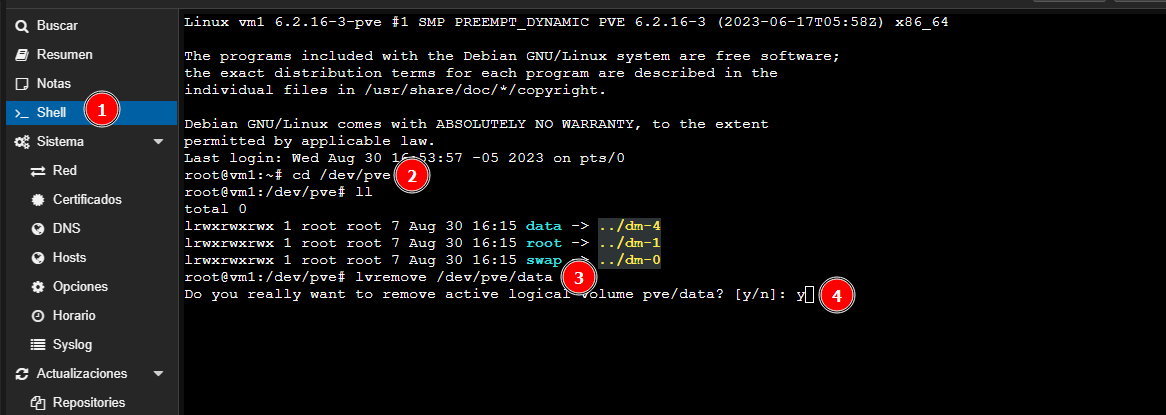 Buscar
Resumen
Notas
Shell
1
Sistema
Red
Certificados
DNS
Hosts
Opciones
Horario
Syslog
Actualizaciones
Repositories
Linux vm1 6.2.16-3-pve #1 SMP PREEMPT_DYNAMIC PVE 6.2.16-3 (2023-06-17T05:58Z) x86_64
The programs included with the Debian GNU/Linux system are free software;
the exact distribution terms for each program are described in the
individual files in /usr/share/doc/*/copyright.
Debian GNU/Linux comes with ABSOLUTELY NO WARRANTY, to the extent
permitted by applicable law.
Last login: Wed Aug 30 16:53:57 -05 2023 on pts/0
root@vm1:~# cd /dev/pve 2
root@vm1:/dev/pve# ll
total 0
lrwxrwxrwx 1 root root 7 Aug 30 16:15 data -> ../dm-4
lrwxrwxrwx 1 root root 7 Aug 30 16:15 root -> ../dm-1
lrwxrwxrwx 1 root root 7 Aug 30 16:15 swap -> ../dm-0
root@vm1:/dev/pve# lvremove /dev/pve/data 3
Do you really want to remove active logical volume pve/data? [y/n]: y 4